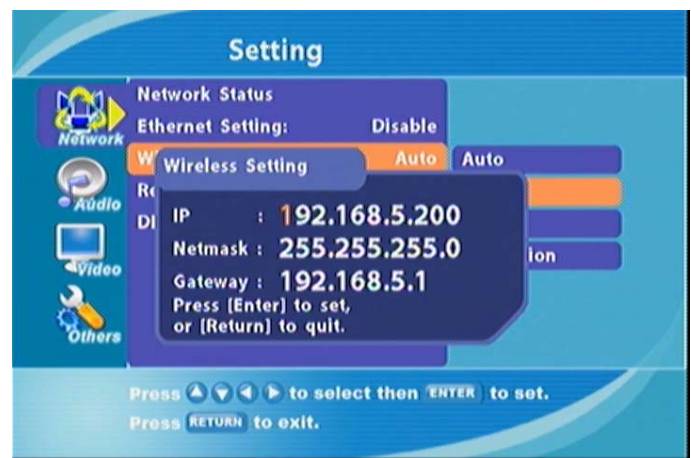 Setting
Network
Audio
Video
Others
Network Status
Ethernet Setting: Disable
Auto
Auto
ion
Wireless Setting
IP : 192.168.5.200
Netmask : 255.255.255.0
Gateway : 192.168.5.1
Press [Enter] to set,
or [Return] to quit.
Press to select then ENTER to set.
Press RETURN to exit.